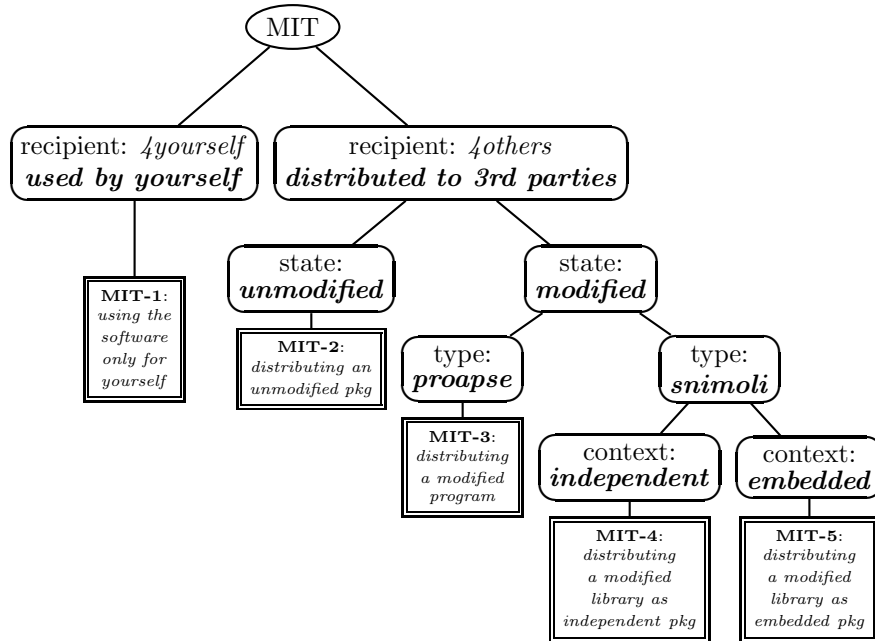 MIT
recipient: 4yourself
used by yourself
recipient: 4others
distributed to 3rd parties
state:
unmodified
state:
modified
MIT-1:
using the
software
only for
yourself
MIT-2:
distributing an
unmodified pkg
type:
proapse
type:
snimoli
MIT-3:
distributing
a modified
program
context:
independent
context:
embedded
MIT-4:
distributing
a modified
library as
independent pkg
MIT-5:
distributing
a modified
library as
embedded pkg